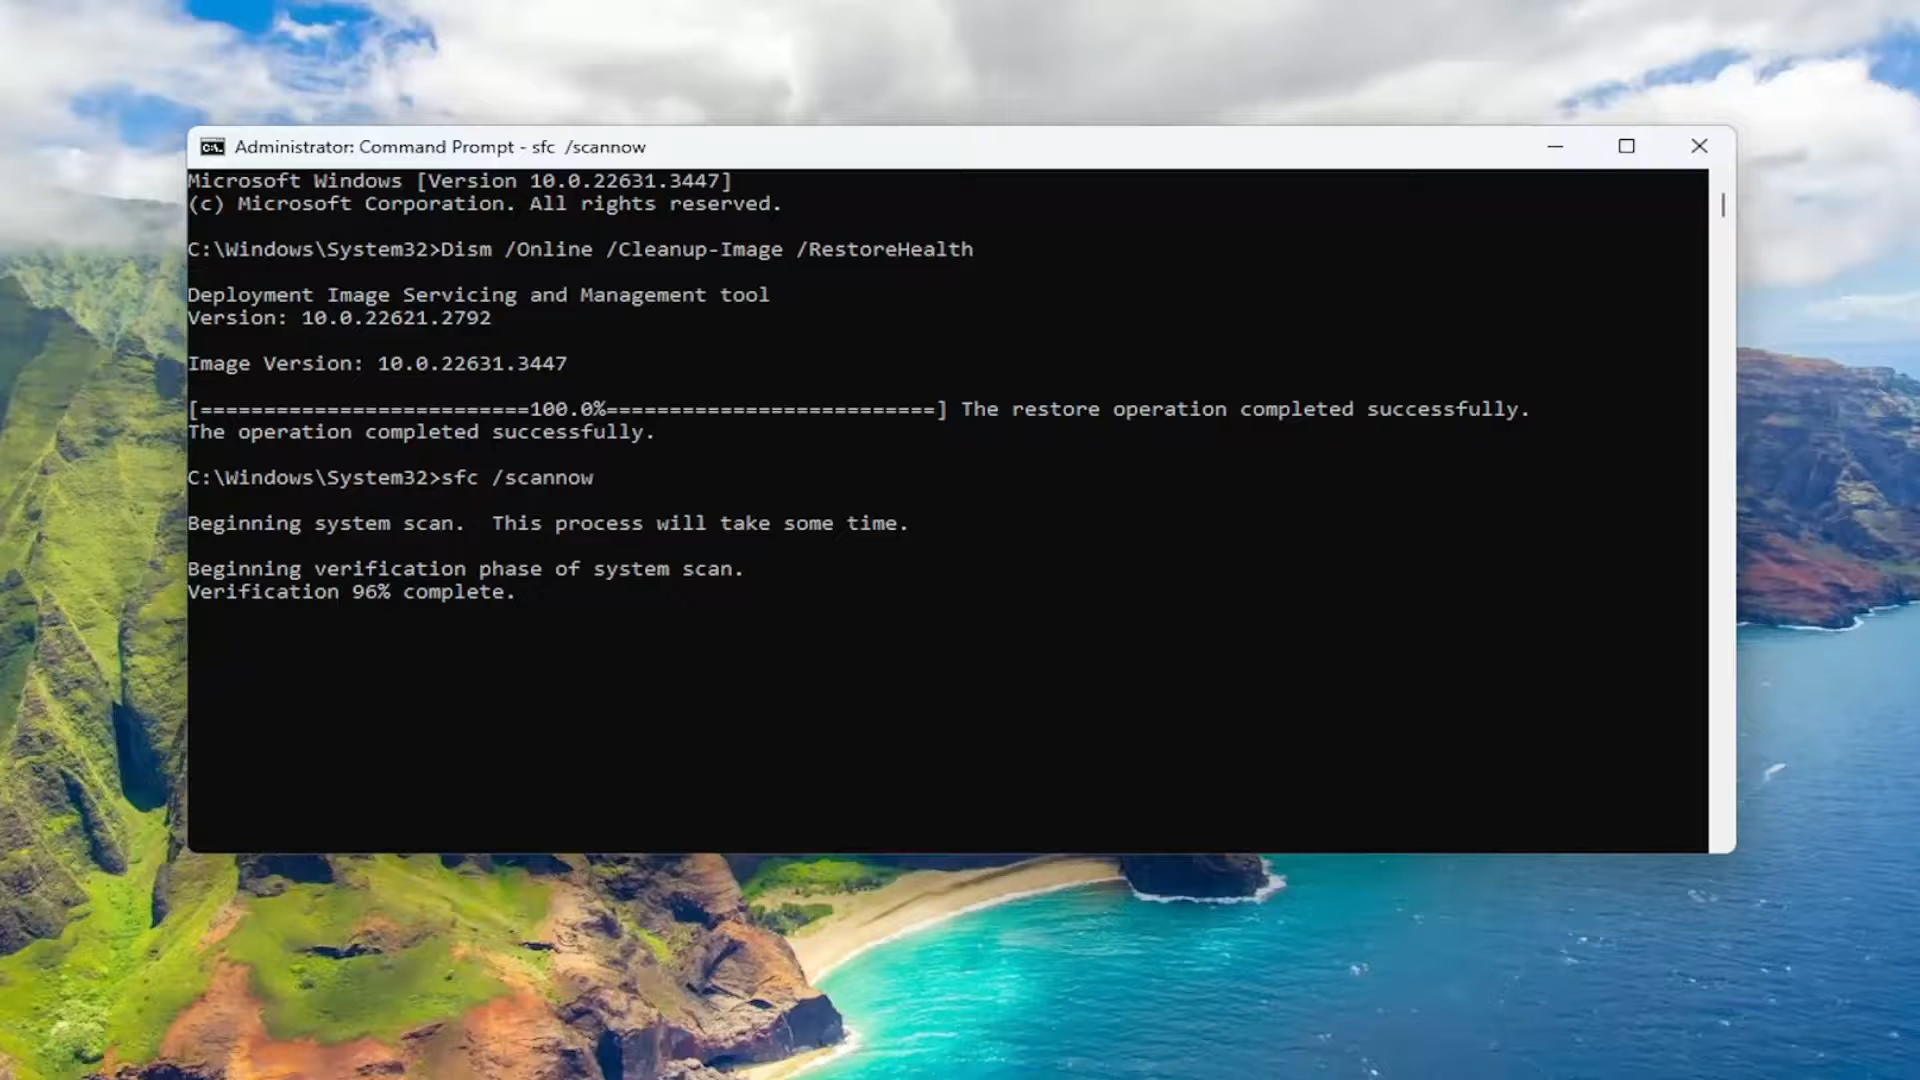 Administrator: Command Prompt - sfc  /scannow
Microsoft Windows [Version 10.0.22631.3447]
(c) Microsoft Corporation. All rights reserved.
C:\Windows\System32>Dism /Online /Cleanup-Image /RestoreHealth
Deployment Image Servicing and Management tool
Version: 10.0.22621.2792
Image Version: 10.0.22631.3447
[==========================100.0%==========================] The restore operation completed successfully.
The operation completed successfully.
C:\Windows\System32>sfc /scannow
Beginning system scan.  This process will take some time.
Beginning verification phase of system scan.
Verification 96% complete.